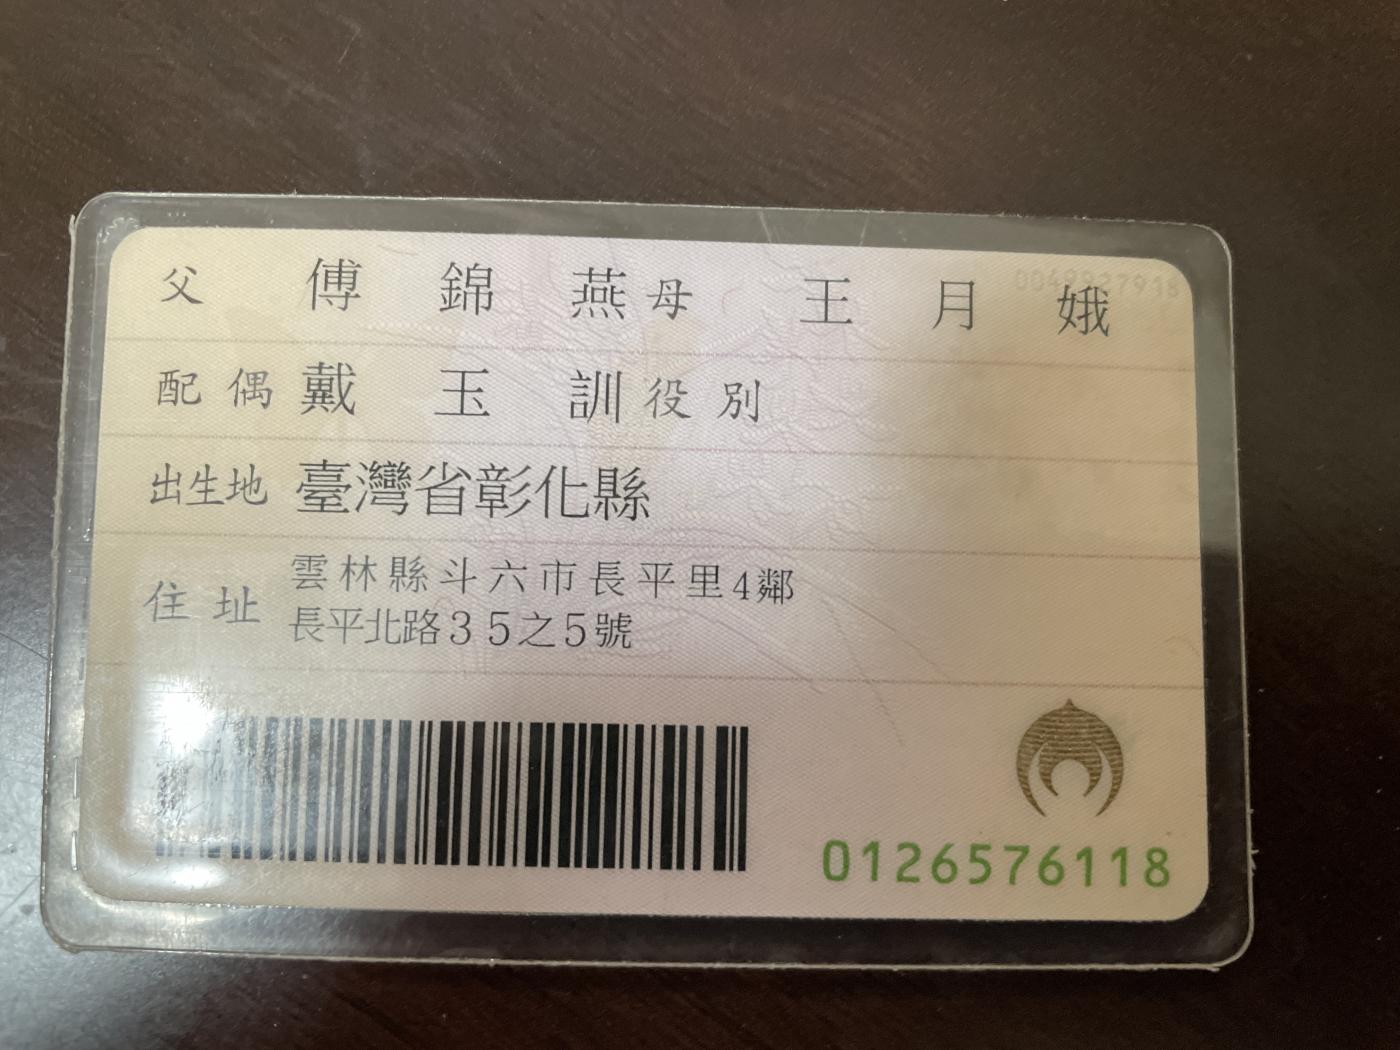 父 傅錦燕 母 王月娥
配偶 戴玉訓 役別
出生地 臺灣省彰化縣
住址 雲林縣斗六市長平里4鄰
長平北路35之5號
0126576118